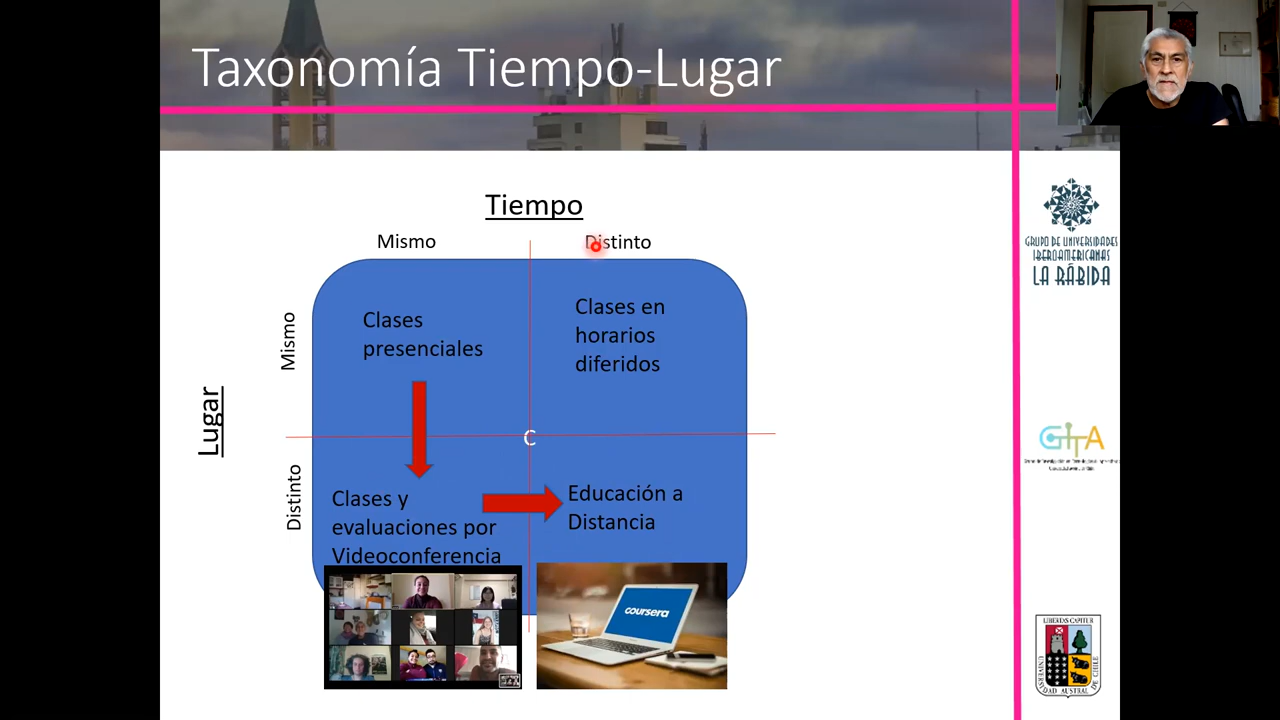 Taxonomía Tiempo-Lugar
Tiempo
Mismo
Distinto
Lugar
Mismo
Distinto
Clases
presenciales
Clases en
horarios
diferidos
C
Clases y
evaluaciones por
Videoconferencia
Educación a
Distancia
coursera
GRUPO DE UNIVERSIDADES
IBEROAMERICANAS
LA RÁBIDA
GITA
LIBERTAS CAPITUR
UNIVERSIDAD AUSTRAL DE CHILE